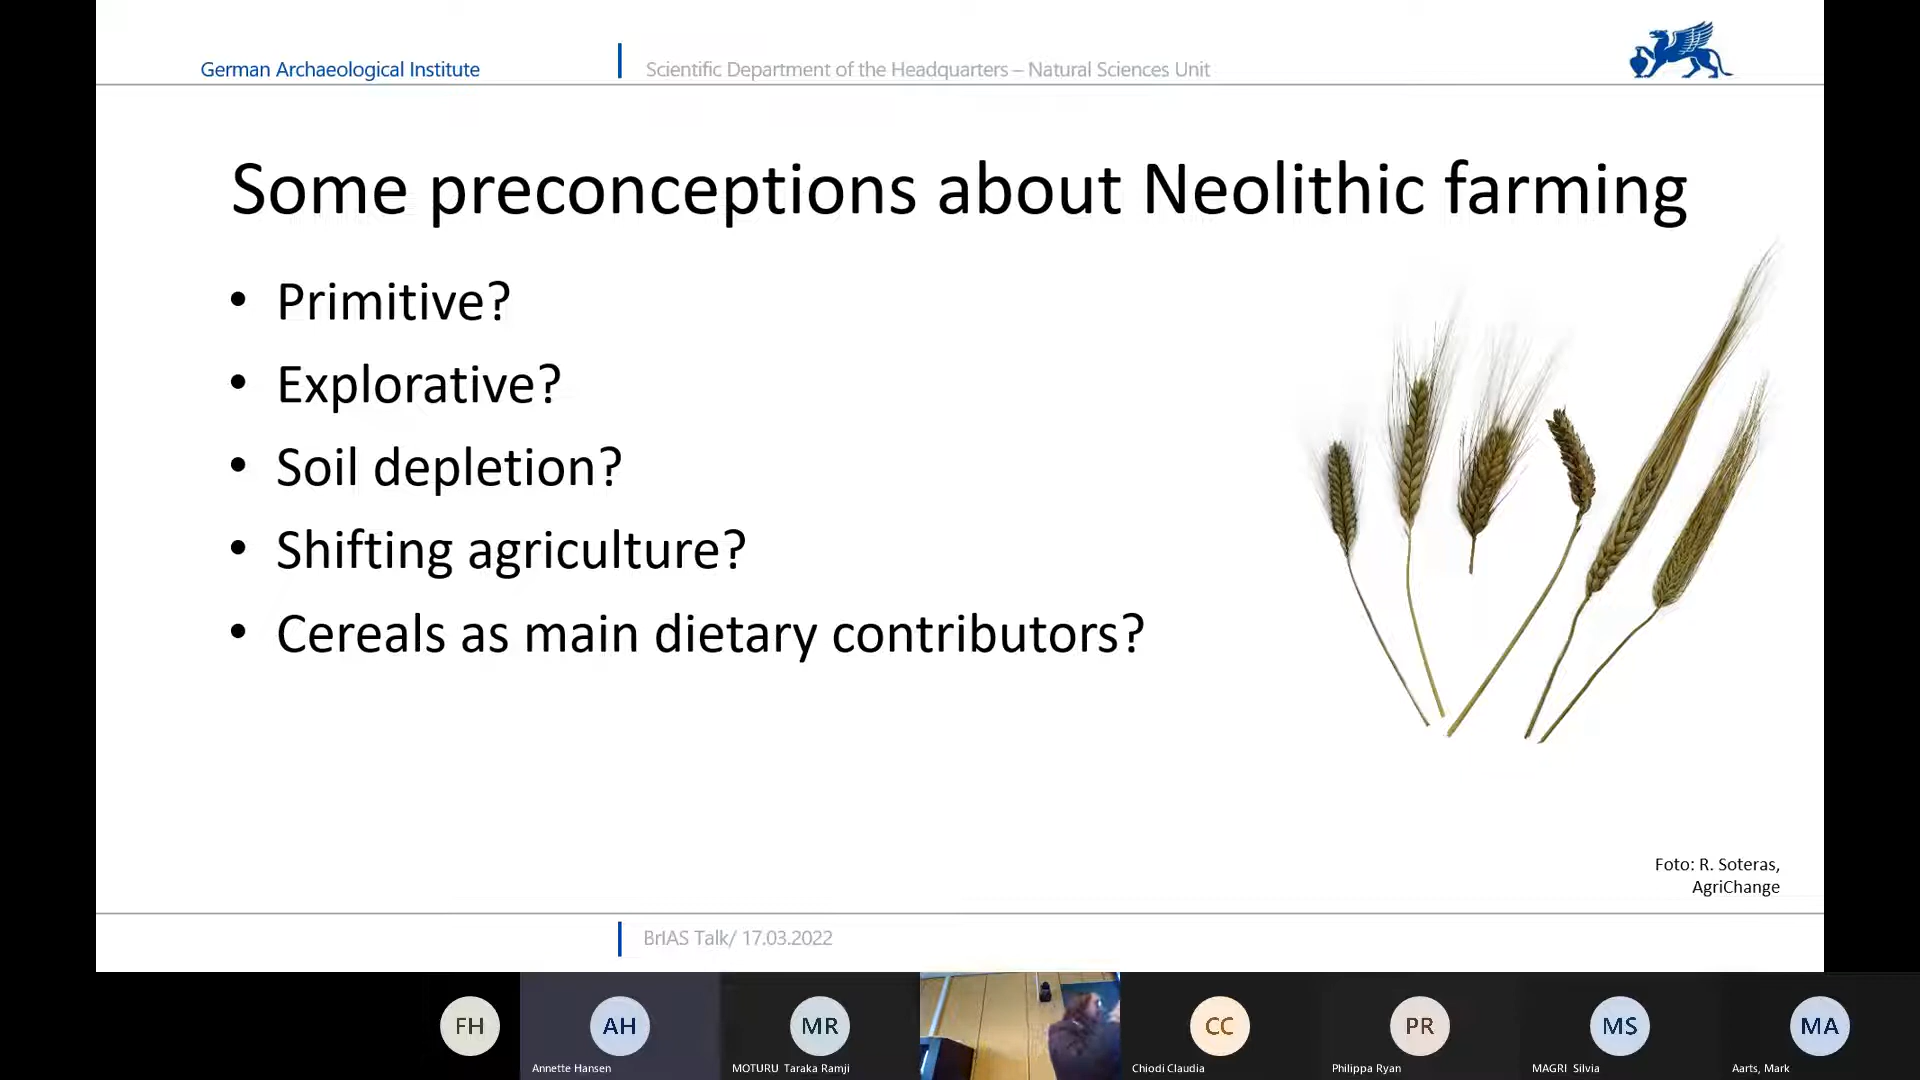 German Archaeological Institute
Scientific Department of the Headquarters – Natural Sciences Unit
Some preconceptions about Neolithic farming
• Primitive?
• Explorative?
• Soil depletion?
• Shifting agriculture?
• Cereals as main dietary contributors?
Foto: R. Soteras,
AgriChange
BrIAS Talk/ 17.03.2022
FH
AH
MR
CC
PR
MS
MA
Annette Hansen
MOTURU Taraka Ramji
Chiodi Claudia
Philippa Ryan
MAGRI Silvia
Aarts, Mark